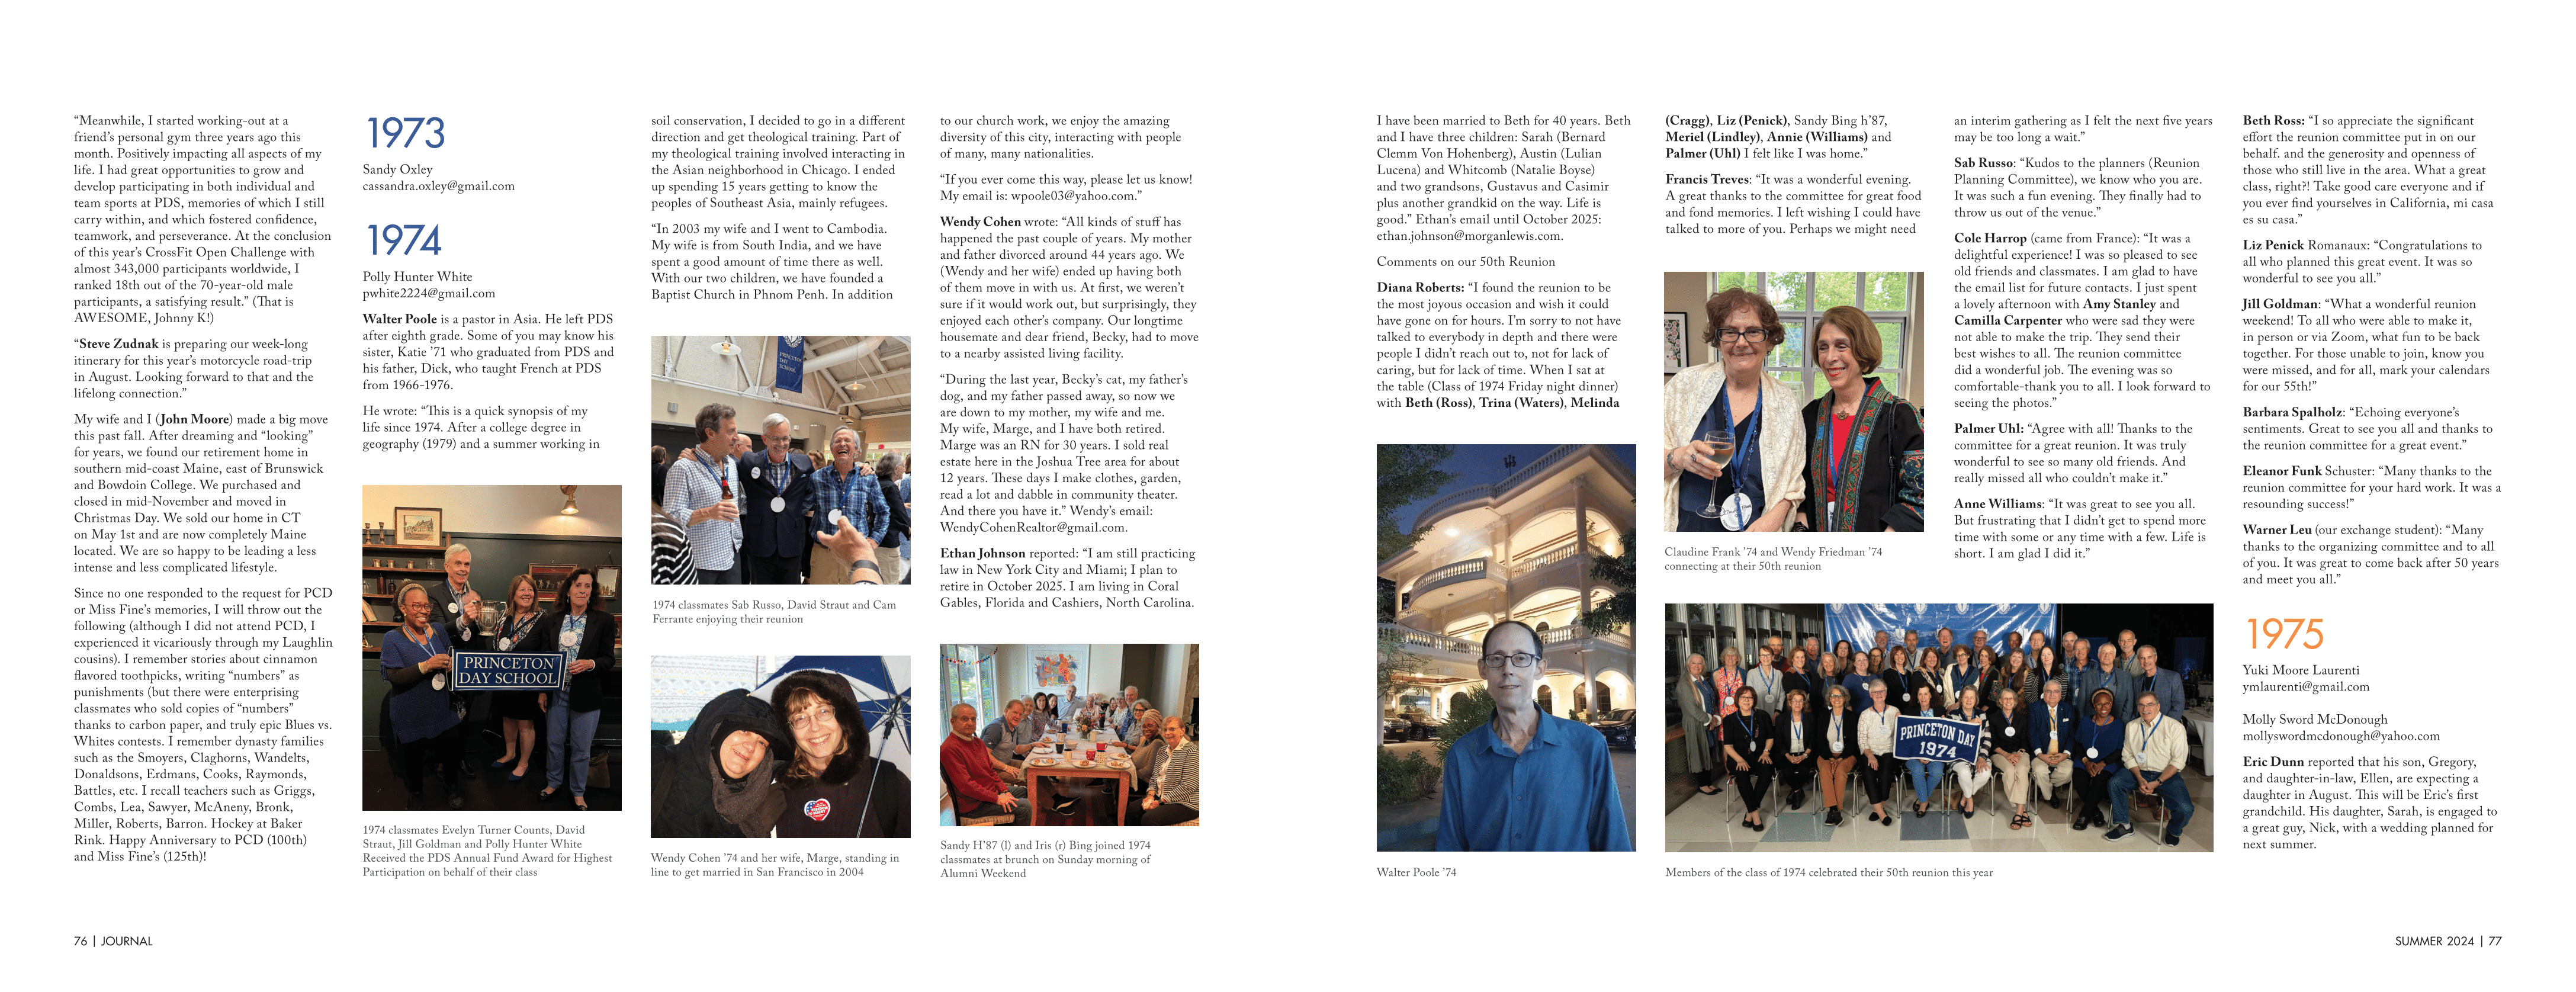 “Meanwhile, I started working-out at a
friend’s personal gym three years ago this
month. Positively impacting all aspects of my
life. I had great opportunities to grow and
develop participating in both individual and
team sports at PDS, memories of which I still
carry within, and which fostered confidence,
teamwork, and perseverance. At the conclusion
of this year’s CrossFit Open Challenge with
almost 343,000 participants worldwide, I
ranked 18th out of the 70-year-old male
participants, a satisfying result.” (That is
AWESOME, Johnny K!)
“Steve Zudnak is preparing our week-long
itinerary for this year’s motorcycle road-trip
in August. Looking forward to that and the
lifelong connection.”
My wife and I (John Moore) made a big move
this past fall. After dreaming and “looking”
for years, we found our retirement home in
southern mid-coast Maine, east of Brunswick
and Bowdoin College. We purchased and
closed in mid-November and moved in
Christmas Day. We sold our home in CT
on May 1st and are now completely Maine
located. We are so happy to be leading a less
intense and less complicated lifestyle.
Since no one responded to the request for PCD
or Miss Fine’s memories, I will throw out the
following (although I did not attend PCD, I
experienced it vicariously through my Laughlin
cousins). I remember stories about cinnamon
flavored toothpicks, writing “numbers” as
punishments (but there were enterprising
classmates who sold copies of “numbers”
thanks to carbon paper, and truly epic Blues vs.
Whites contests. I remember dynasty families
such as the Smoyers, Claghorns, Wandelts,
Donaldsons, Erdmans, Cooks, Raymonds,
Battles, etc. I recall teachers such as Griggs,
Combs, Lea, Sawyer, McAneny, Bronk,
Miller, Roberts, Barron. Hockey at Baker
Rink. Happy Anniversary to PCD (100th)
and Miss Fine’s (125th)!
1973
Sandy Oxley
cassandra.oxley@gmail.com
1974
Polly Hunter White
pwhite2224@gmail.com
Walter Poole is a pastor in Asia. He left PDS
after eighth grade. Some of you may know his
sister, Katie ’71 who graduated from PDS and
his father, Dick, who taught French at PDS
from 1966-1976.
He wrote: “This is a quick synopsis of my
life since 1974. After a college degree in
geography (1979) and a summer working in
PRINCETON
DAY SCHOOL
1974 classmates Evelyn Turner Counts, David
Straut, Jill Goldman and Polly Hunter White
Received the PDS Annual Fund Award for Highest
Participation on behalf of their class
soil conservation, I decided to go in a different
direction and get theological training. Part of
my theological training involved interacting in
the Asian neighborhood in Chicago. I ended
up spending 15 years getting to know the
peoples of Southeast Asia, mainly refugees.
“In 2003 my wife and I went to Cambodia.
My wife is from South India, and we have
spent a good amount of time there as well.
With our two children, we have founded a
Baptist Church in Phnom Penh. In addition
PRINCETON
DAY
SCHOOL
1974 classmates Sab Russo, David Straut and Cam
Ferrante enjoying their reunion
Wendy Cohen ’74 and her wife, Marge, standing in
line to get married in San Francisco in 2004
to our church work, we enjoy the amazing
diversity of this city, interacting with people
of many, many nationalities.
“If you ever come this way, please let us know!
My email is: wpoole03@yahoo.com.”
Wendy Cohen wrote: “All kinds of stuff has
happened the past couple of years. My mother
and father divorced around 44 years ago. We
(Wendy and her wife) ended up having both
of them move in with us. At first, we weren’t
sure if it would work out, but surprisingly, they
enjoyed each other’s company. Our longtime
housemate and dear friend, Becky, had to move
to a nearby assisted living facility.
“During the last year, Becky’s cat, my father’s
dog, and my father passed away, so now we
are down to my mother, my wife and me.
My wife, Marge, and I have both retired.
Marge was an RN for 30 years. I sold real
estate here in the Joshua Tree area for about
12 years. These days I make clothes, garden,
read a lot and dabble in community theater.
And there you have it.” Wendy’s email:
WendyCohenRealtor@gmail.com.
Ethan Johnson reported: “I am still practicing
law in New York City and Miami; I plan to
retire in October 2025. I am living in Coral
Gables, Florida and Cashiers, North Carolina.
Sandy H’87 (l) and Iris (r) Bing joined 1974
classmates at brunch on Sunday morning of
Alumni Weekend
76 | JOURNAL
I have been married to Beth for 40 years. Beth
and I have three children: Sarah (Bernard
Clemm Von Hohenberg), Austin (Lulian
Lucena) and Whitcomb (Natalie Boyse)
and two grandsons, Gustavus and Casimir
plus another grandkid on the way. Life is
good.” Ethan’s email until October 2025:
ethan.johnson@morganlewis.com.
Comments on our 50th Reunion
Diana Roberts: “I found the reunion to be
the most joyous occasion and wish it could
have gone on for hours. I’m sorry to not have
talked to everybody in depth and there were
people I didn’t reach out to, not for lack of
caring, but for lack of time. When I sat at
the table (Class of 1974 Friday night dinner)
with Beth (Ross), Trina (Waters), Melinda
Walter Poole ’74
(Cragg), Liz (Penick), Sandy Bing h’87,
Meriel (Lindley), Annie (Williams) and
Palmer (Uhl) I felt like I was home.”
Francis Treves: “It was a wonderful evening.
A great thanks to the committee for great food
and fond memories. I left wishing I could have
talked to more of you. Perhaps we might need
Claudine Frank ’74 and Wendy Friedman ’74
connecting at their 50th reunion
an interim gathering as I felt the next five years
may be too long a wait.”
Sab Russo: “Kudos to the planners (Reunion
Planning Committee), we know who you are.
It was such a fun evening. They finally had to
throw us out of the venue.”
Cole Harrop (came from France): “It was a
delightful experience! I was so pleased to see
old friends and classmates. I am glad to have
the email list for future contacts. I just spent
a lovely afternoon with Amy Stanley and
Camilla Carpenter who were sad they were
not able to make the trip. They send their
best wishes to all. The reunion committee
did a wonderful job. The evening was so
comfortable-thank you to all. I look forward to
seeing the photos.”
Palmer Uhl: “Agree with all! Thanks to the
committee for a great reunion. It was truly
wonderful to see so many old friends. And
really missed all who couldn’t make it.”
Anne Williams: “It was great to see you all.
But frustrating that I didn’t get to spend more
time with some or any time with a few. Life is
short. I am glad I did it.”
PRINCETON DAY
1974
Members of the class of 1974 celebrated their 50th reunion this year
Beth Ross: “I so appreciate the significant
effort the reunion committee put in on our
behalf. and the generosity and openness of
those who still live in the area. What a great
class, right?! Take good care everyone and if
you ever find yourselves in California, mi casa
es su casa.”
Liz Penick Romanaux: “Congratulations to
all who planned this great event. It was so
wonderful to see you all.”
Jill Goldman: “What a wonderful reunion
weekend! To all who were able to make it,
in person or via Zoom, what fun to be back
together. For those unable to join, know you
were missed, and for all, mark your calendars
for our 55th!”
Barbara Spalholz: “Echoing everyone’s
sentiments. Great to see you all and thanks to
the reunion committee for a great event.”
Eleanor Funk Schuster: “Many thanks to the
reunion committee for your hard work. It was a
resounding success!”
Warner Leu (our exchange student): “Many
thanks to the organizing committee and to all
of you. It was great to come back after 50 years
and meet you all.”
1975
Yuki Moore Laurenti
ymlaurenti@gmail.com
Molly Sword McDonough
mollyswordmcdonough@yahoo.com
Eric Dunn reported that his son, Gregory,
and daughter-in-law, Ellen, are expecting a
daughter in August. This will be Eric’s first
grandchild. His daughter, Sarah, is engaged to
a great guy, Nick, with a wedding planned for
next summer.
SUMMER 2024 | 77